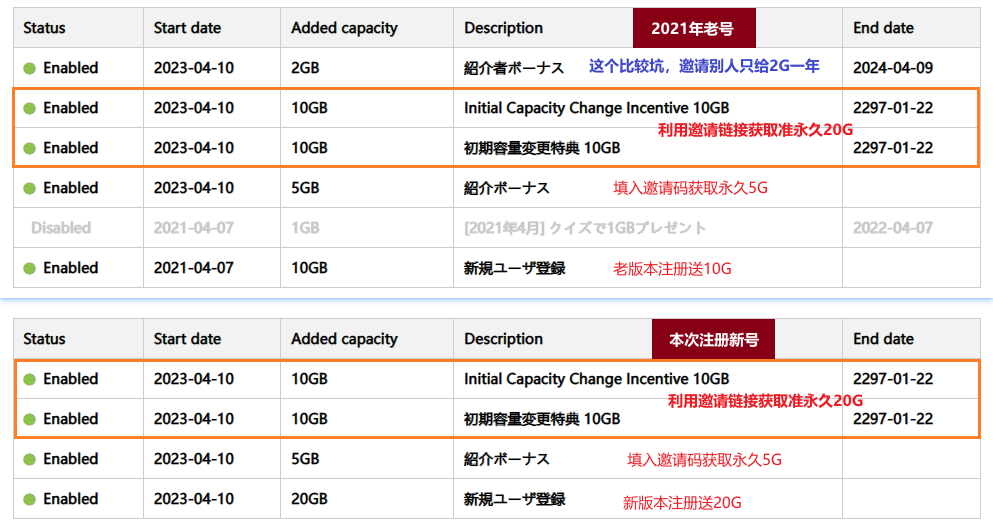 Status Start date Added capacity Description 2021年老号 End date
Enabled 2023-04-10 2GB 紹介者ボーナス 这个比较坑，邀请别人只给2G一年 2024-04-09
Enabled 2023-04-10 10GB Initial Capacity Change Incentive 10GB 2297-01-22
利用邀请链接获取准永久20G
Enabled 2023-04-10 10GB 初期容量変更特典 10GB 2297-01-22
Enabled 2023-04-10 5GB 紹介ボーナス 填入邀请码获取永久5G
Disabled 2021-04-07 1GB [2021年4月] クイズで1GBプレゼント 2022-04-07
Enabled 2021-04-07 10GB 新規ユーザ登録 老版本注册送10G
Status Start date Added capacity Description 本次注册新号 End date
Enabled 2023-04-10 10GB Initial Capacity Change Incentive 10GB 2297-01-22
利用邀请链接获取准永久20G
Enabled 2023-04-10 10GB 初期容量変更特典 10GB 2297-01-22
Enabled 2023-04-10 5GB 紹介ボーナス 填入邀请码获取永久5G
Enabled 2023-04-10 20GB 新規ユーザ登録 新版本注册送20G